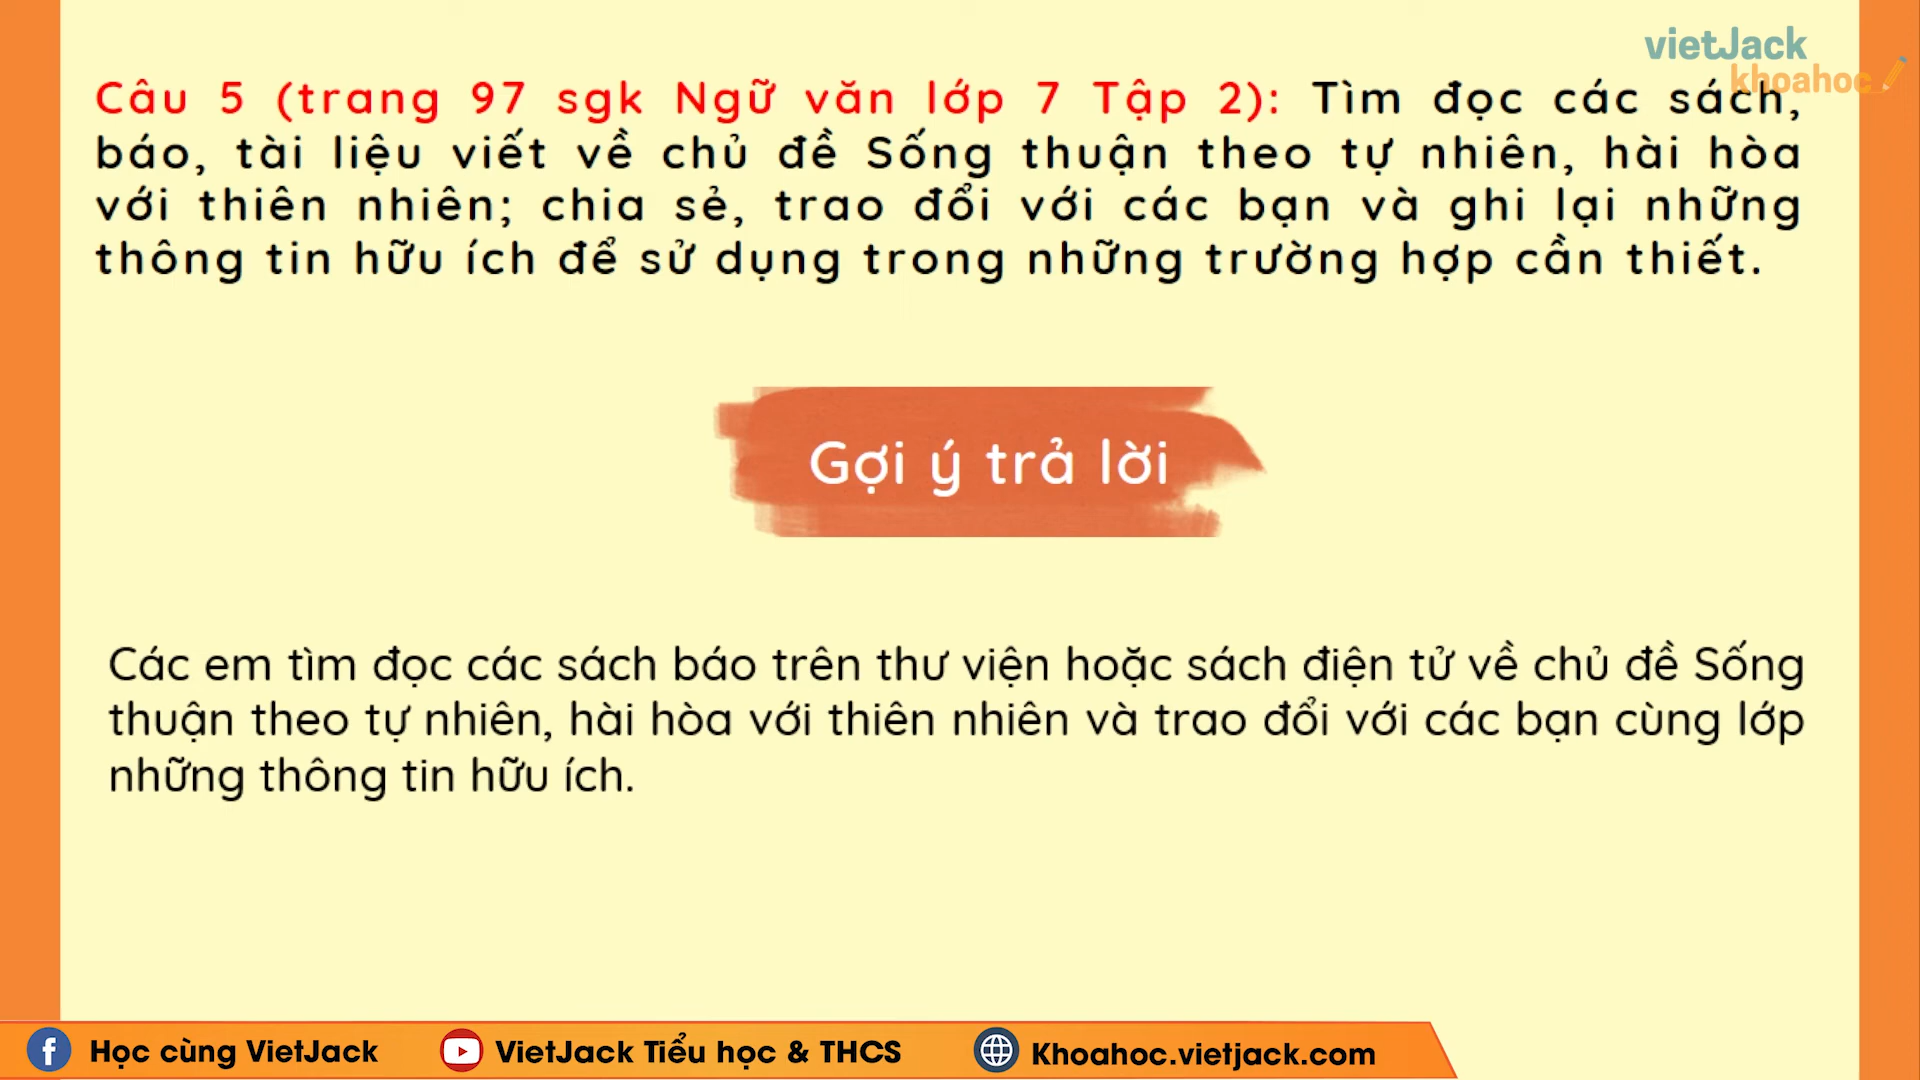 vietJack
khoahoc
Câu 5 (trang 97 sgk Ngữ văn lớp 7 Tập 2): Tìm đọc các sách,
báo, tài liệu viết về chủ đề Sống thuận theo tự nhiên, hài hòa
với thiên nhiên; chia sẻ, trao đổi với các bạn và ghi lại những
thông tin hữu ích để sử dụng trong những trường hợp cần thiết.
Gợi ý trả lời
Các em tìm đọc các sách báo trên thư viện hoặc sách điện tử về chủ đề Sống
thuận theo tự nhiên, hài hòa với thiên nhiên và trao đổi với các bạn cùng lớp
những thông tin hữu ích.
Học cùng VietJack VietJack Tiểu học & THCS Khoahoc.vietjack.com